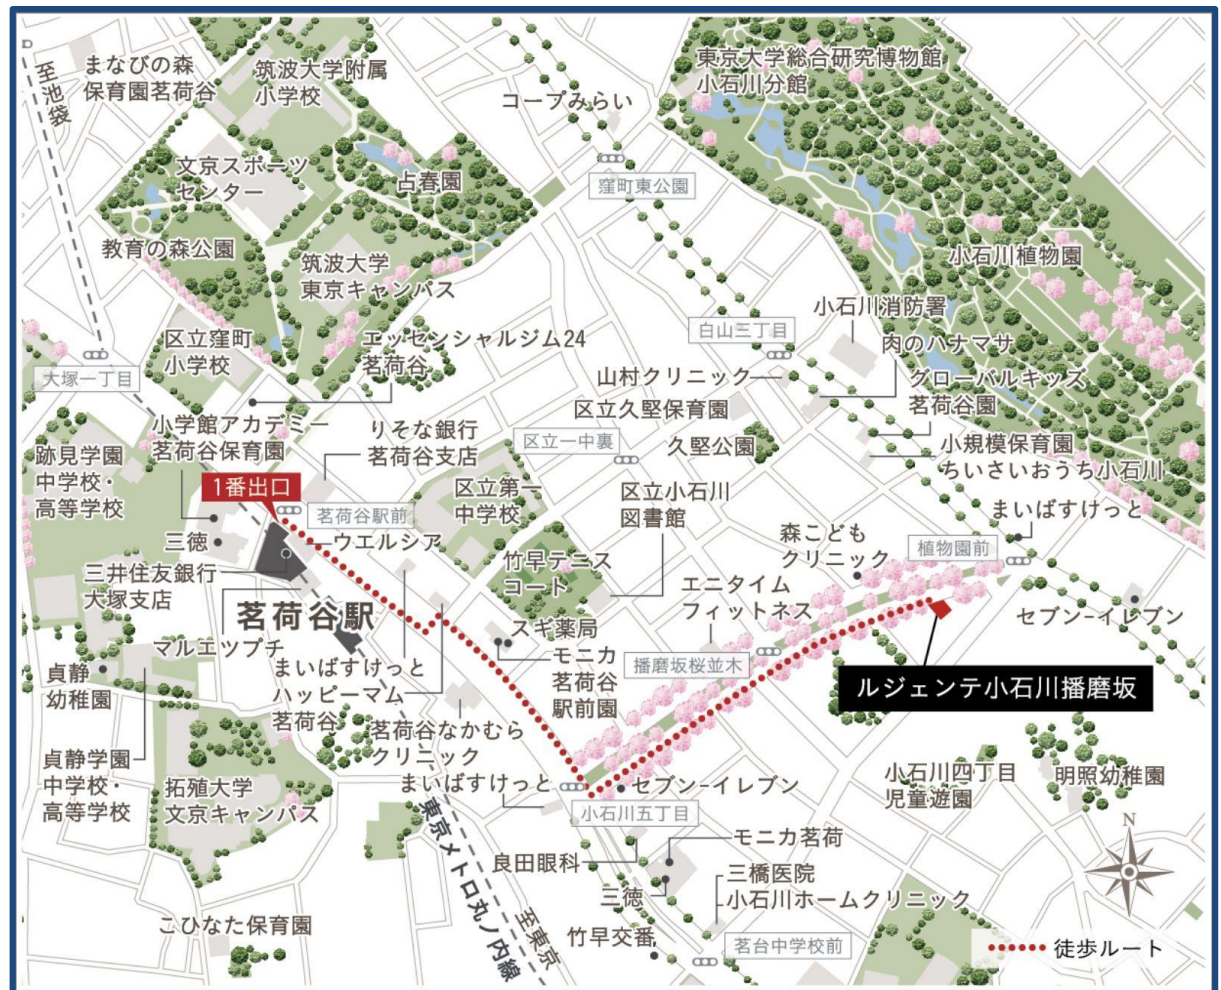 至池袋
まなびの森
保育園茗荷谷
筑波大学附属
小学校
コープみらい
東京大学総合研究博物館
小石川分館
文京スポーツ
センター
占春園
窪町東公園
教育の森公園
筑波大学
東京キャンパス
小石川植物園
小石川消防署
白山三丁目
肉のハナマサ
区立窪町
小学校
エッセンシャルジム24
茗荷谷
大塚一丁目
山村クリニック
グローバルキッズ
茗荷谷園
区立久堅保育園
小学館アカデミー
茗荷谷保育園
りそな銀行
茗荷谷支店
区立一中裏
久堅公園
小規模保育園
ちいさいおうち小石川
跡見学園
中学校・
高等学校
1番出口
区立第一
中学校
区立小石川
図書館
茗荷谷駅前
まいばすけっと
三徳
ウエルシア
森こども
クリニック
植物園前
三井住友銀行
大塚支店
竹早テニス
コート
エニタイム
フィットネス
茗荷谷駅
スギ薬局
セブン-イレブン
マルエツプチ
まいばすけっと
ハッピーマム
茗荷谷
モニカ
茗荷谷
駅前園
播磨坂桜並木
ルジェンテ小石川播磨坂
貞静
幼稚園
茗荷谷なかむら
クリニック
貞静学園
中学校・
高等学校
まいばすけっと
セブン-イレブン
小石川四丁目
児童遊園
明照幼稚園
拓殖大学
文京キャンパス
小石川五丁目
東京メトロ丸ノ内線
至東京
モニカ茗荷
良田眼科
三橋医院
小石川ホームクリニック
三徳
N
こひなた保育園
竹早交番
茗台中学校前
徒歩ルート